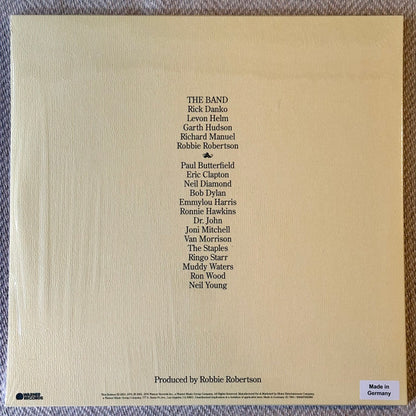 THE BAND
Rick Danko
Levon Helm
Garth Hudson
Richard Manuel
Robbie Robertson
Paul Butterfield
Eric Clapton
Neil Diamond
Bob Dylan
Emmylou Harris
Ronnie Hawkins
Dr. John
Joni Mitchell
Van Morrison
The Staples
Ringo Starr
Muddy Waters
Ron Wood
Neil Young
Produced by Robbie Robertson
WARNER
RECORDS
Made in
Germany